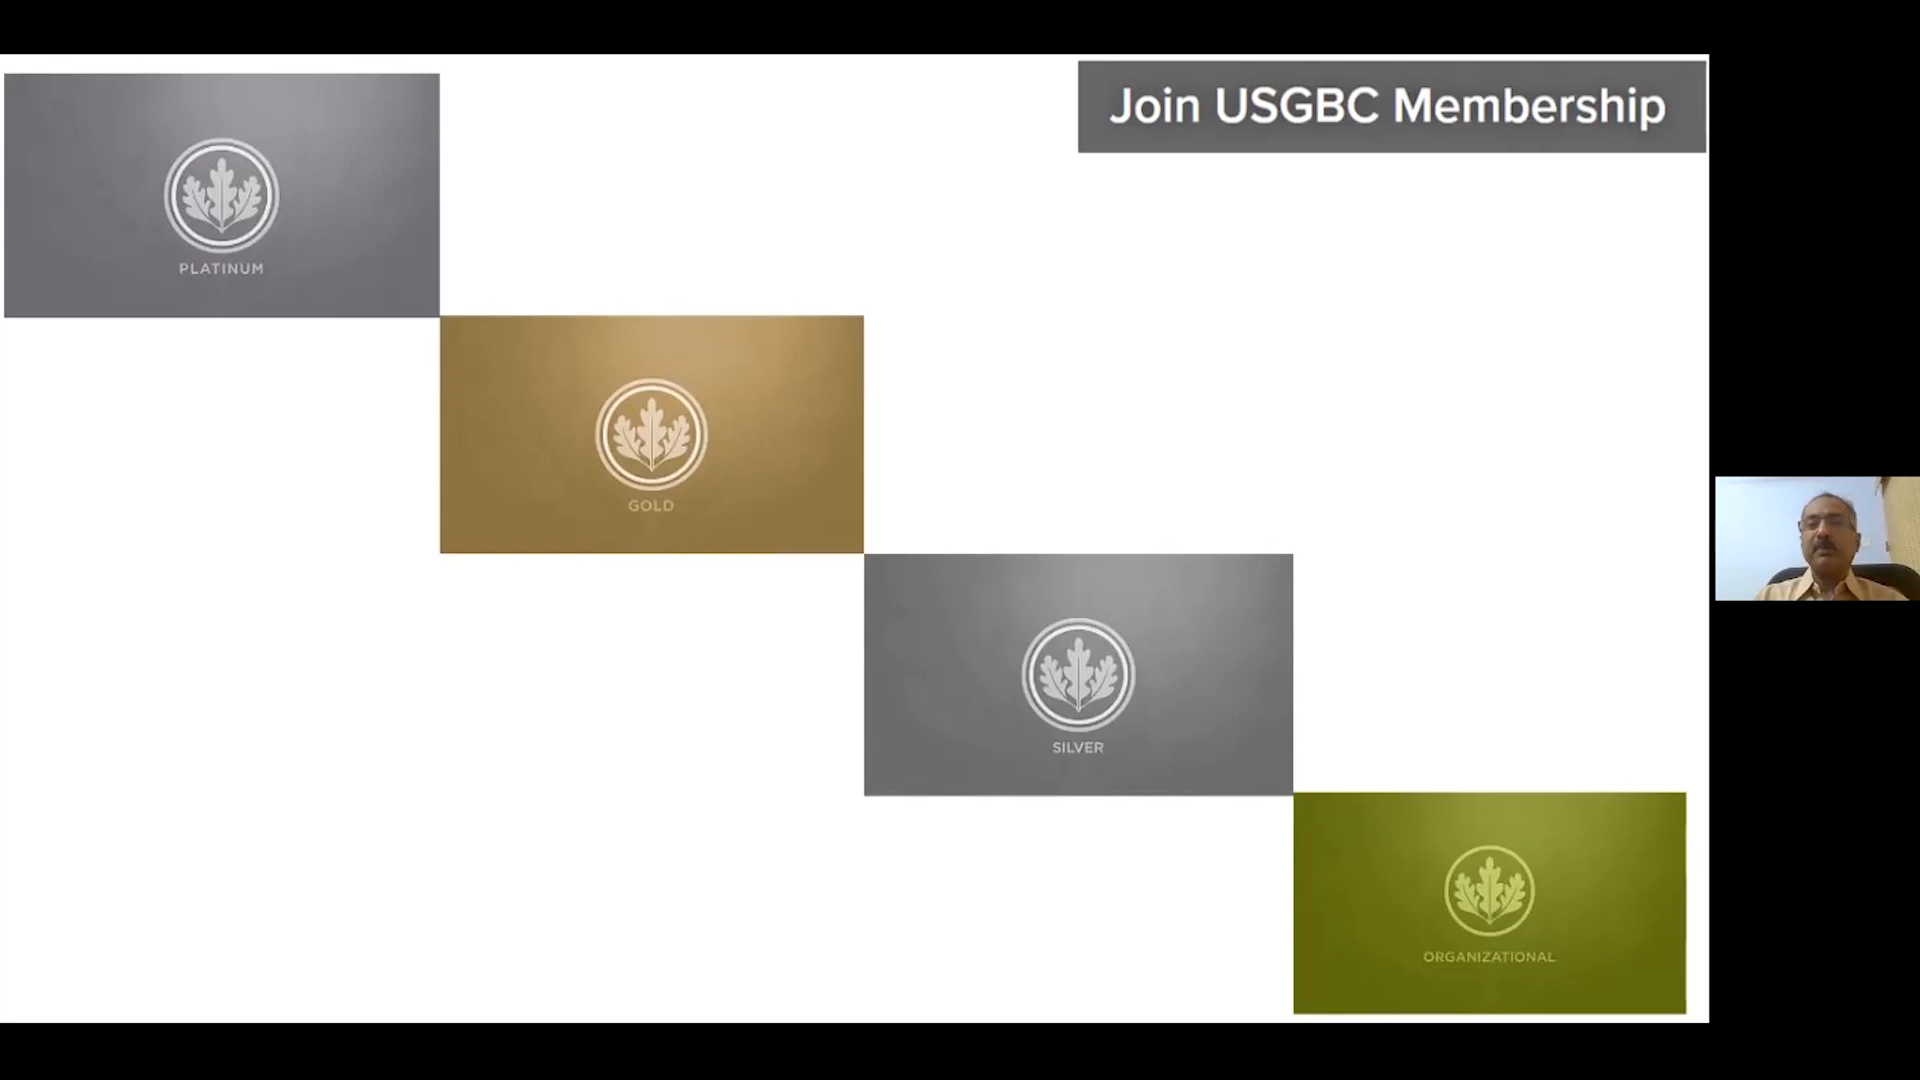 Join USGBC Membership
PLATINUM
GOLD
SILVER
ORGANIZATIONAL